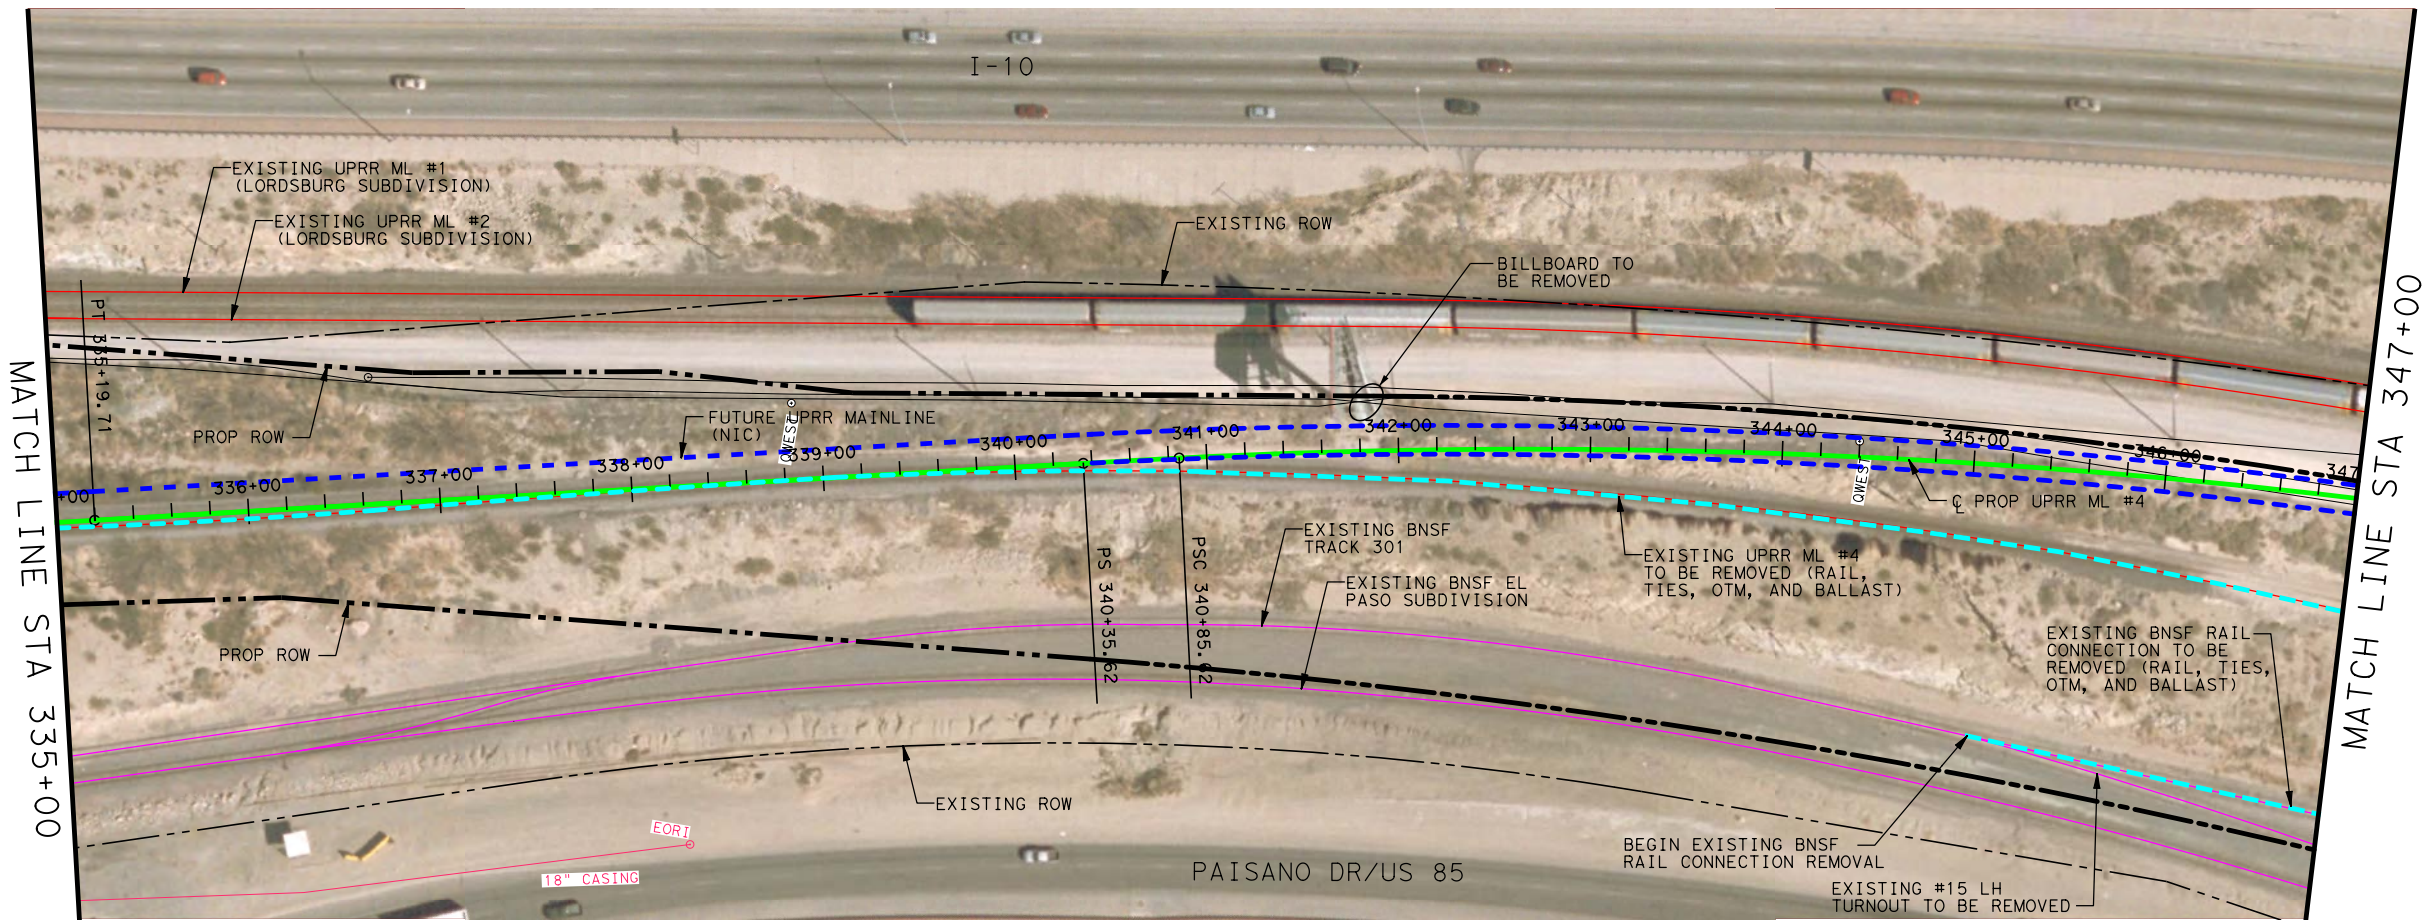 I-10
EXISTING UPRR ML #1
(LORDSBURG SUBDIVISION)
EXISTING UPRR ML #2
(LORDSBURG SUBDIVISION)
EXISTING ROW
BILLBOARD TO
BE REMOVED
MATCH LINE STA 335+00
MATCH LINE STA 347+00
PT 335+19.71
PROP ROW
FUTURE UPRR MAINLINE
(NIC)
QWEST
+00
336+00
337+00
338+00
339+00
340+00
341+00
342+00
343+00
344+00
345+00
346+00
347
QWEST
℄ PROP UPRR ML #4
EXISTING BNSF
TRACK 301
EXISTING UPRR ML #4
TO BE REMOVED (RAIL,
TIES, OTM, AND BALLAST)
EXISTING BNSF EL
PASO SUBDIVISION
PS 340+35.62
PSC 340+85.62
PROP ROW
EXISTING BNSF RAIL
CONNECTION TO BE
REMOVED (RAIL, TIES,
OTM, AND BALLAST)
EXISTING ROW
EORI
18" CASING
PAISANO DR/US 85
BEGIN EXISTING BNSF
RAIL CONNECTION REMOVAL
EXISTING #15 LH
TURNOUT TO BE REMOVED